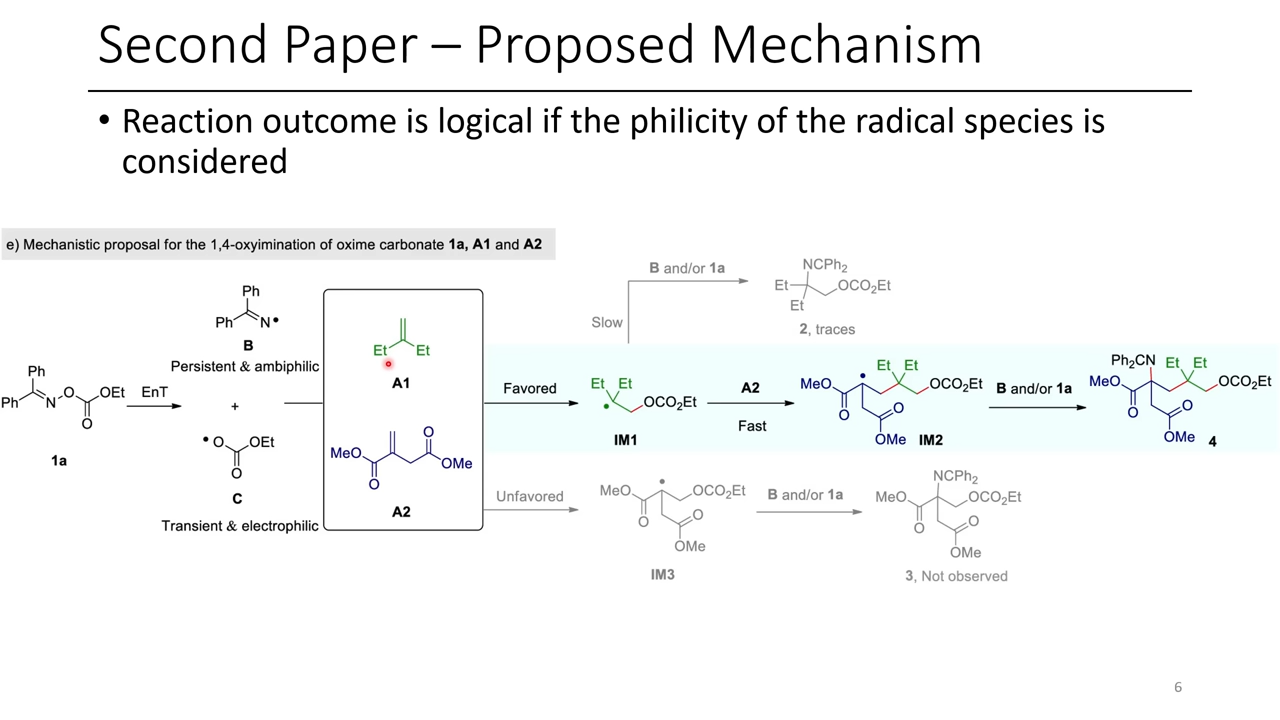 Second Paper – Proposed Mechanism
• Reaction outcome is logical if the philicity of the radical species is
considered
e) Mechanistic proposal for the 1,4-oxyimination of oxime carbonate 1a, A1 and A2
Ph
Ph
N
O
OEt
O
1a
EnT
Ph
Ph
N•
B
Persistent & ambiphilic
+
•O
OEt
O
C
Transient & electrophilic
Et
Et
A1
MeO
O
O
OMe
A2
Favored
Unfavored
Et
Et
OCO2Et
IM1
Slow
B and/or 1a
NCPh2
Et
OCO2Et
Et
2, traces
A2
Fast
Et
Et
MeO
OCO2Et
O
O
OMe
IM2
B and/or 1a
Ph2CN
Et
Et
MeO
OCO2Et
O
O
OMe
4
MeO
OCO2Et
O
O
OMe
IM3
B and/or 1a
NCPh2
MeO
OCO2Et
O
O
OMe
3, Not observed
6